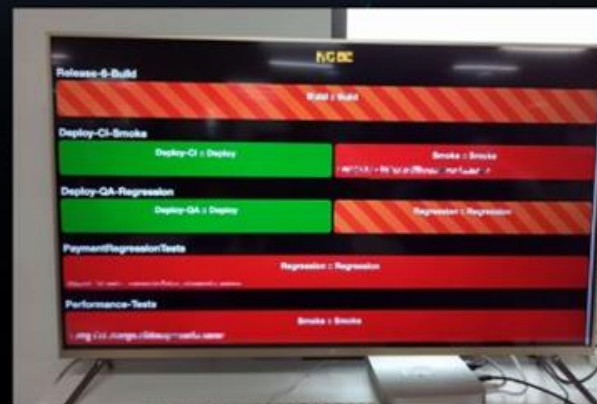 Release-6-Build
Build :: Build
Deploy-CI-Smoke
Deploy-CI :: Deploy
Smoke :: Smoke
Deploy-QA-Regression
Deploy-QA :: Deploy
Regression :: Regression
PaymentRegressionTests
Regression :: Regression
Performance-Tests
Smoke :: Smoke